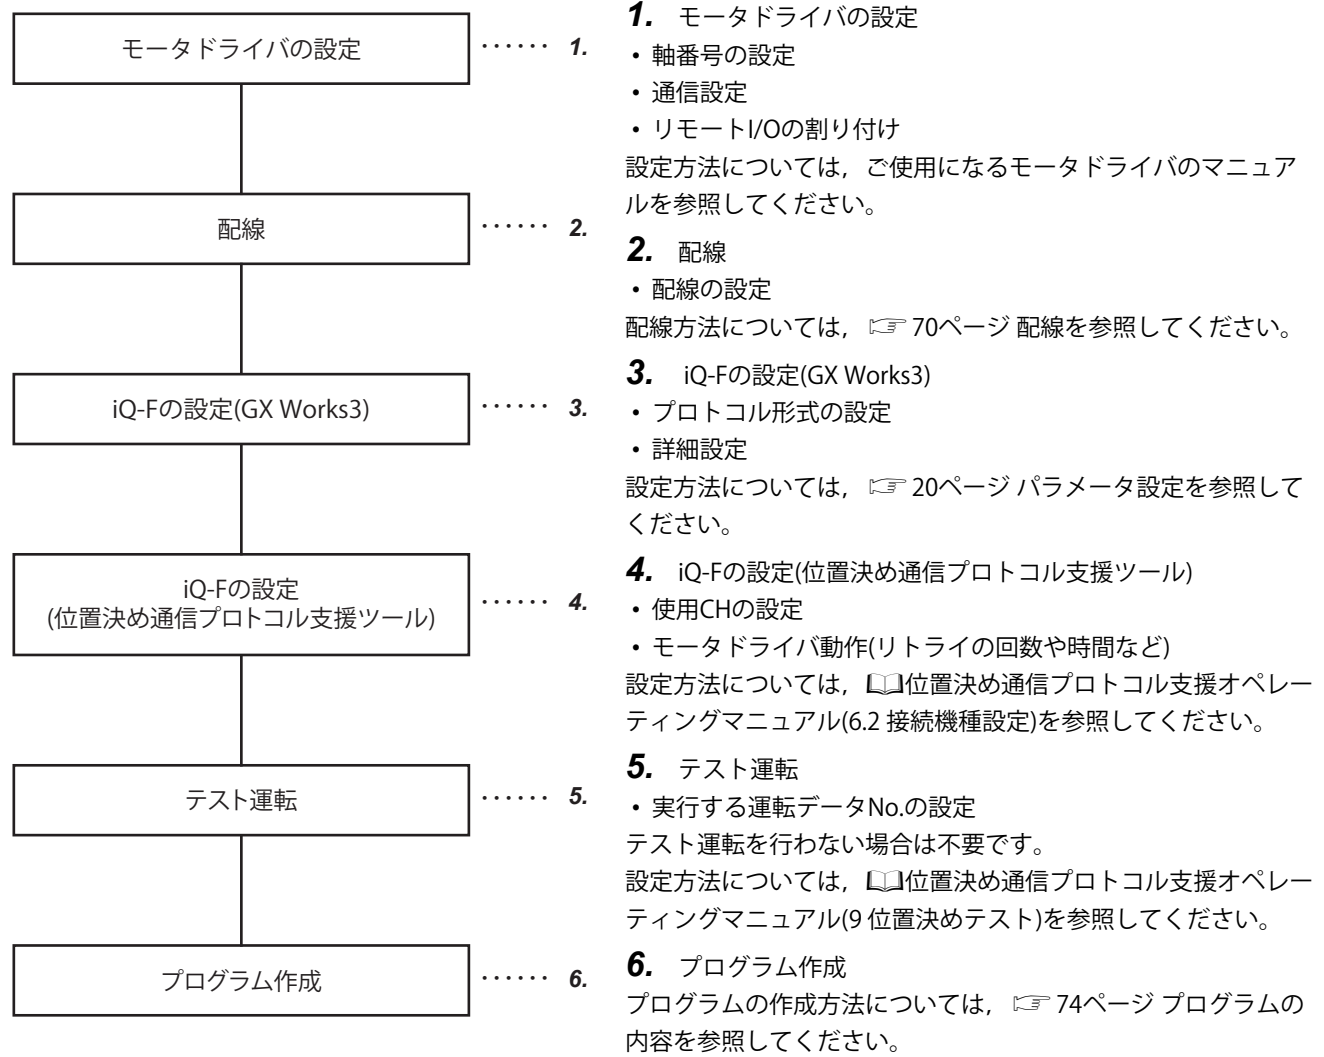 モータドライバの設定 ······ 1.
配線 ······ 2.
iQ-Fの設定(GX Works3) ······ 3.
iQ-Fの設定
(位置決め通信プロトコル支援ツール) ······ 4.
テスト運転 ······ 5.
プログラム作成 ······ 6.
1. モータドライバの設定
• 軸番号の設定
• 通信設定
• リモートI/Oの割り付け
設定方法については，ご使用になるモータドライバのマニュア
ルを参照してください。
2. 配線
• 配線の設定
配線方法については，☞ 70ページ 配線を参照してください。
3. iQ-Fの設定(GX Works3)
• プロトコル形式の設定
• 詳細設定
設定方法については，☞ 20ページ パラメータ設定を参照して
ください。
4. iQ-Fの設定(位置決め通信プロトコル支援ツール)
• 使用CHの設定
• モータドライバ動作(リトライの回数や時間など)
設定方法については，📖位置決め通信プロトコル支援オペレー
ティングマニュアル(6.2 接続機種設定)を参照してください。
5. テスト運転
• 実行する運転データNo.の設定
テスト運転を行わない場合は不要です。
設定方法については，📖位置決め通信プロトコル支援オペレー
ティングマニュアル(9 位置決めテスト)を参照してください。
6. プログラム作成
プログラムの作成方法については，☞ 74ページ プログラムの
内容を参照してください。